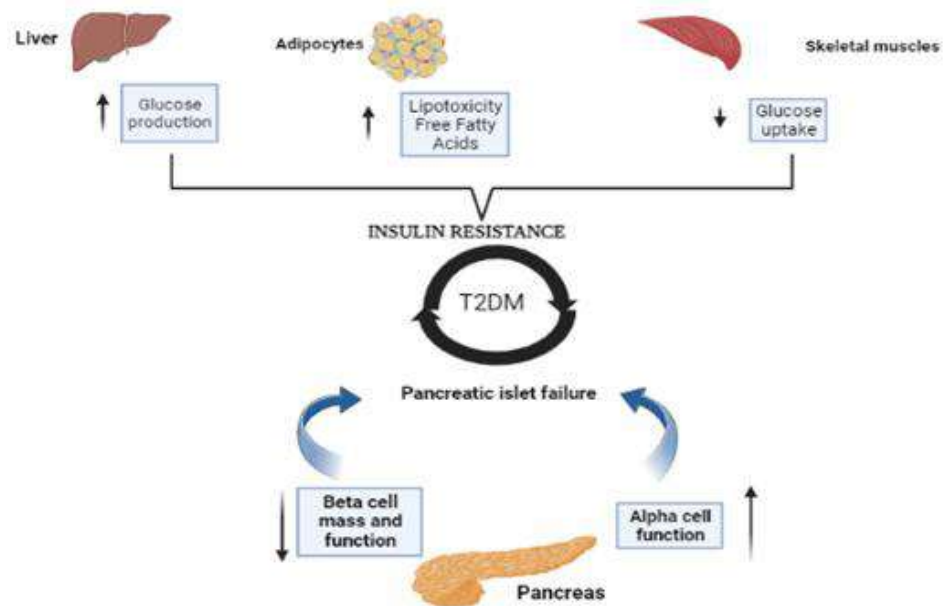 Liver
Adipocytes
Skeletal muscles
Glucose
production
Lipotoxicity
Free Fatty
Acids
Glucose
uptake
INSULIN RESISTANCE
T2DM
Pancreatic islet failure
Beta cell
mass and
function
Alpha cell
function
Pancreas